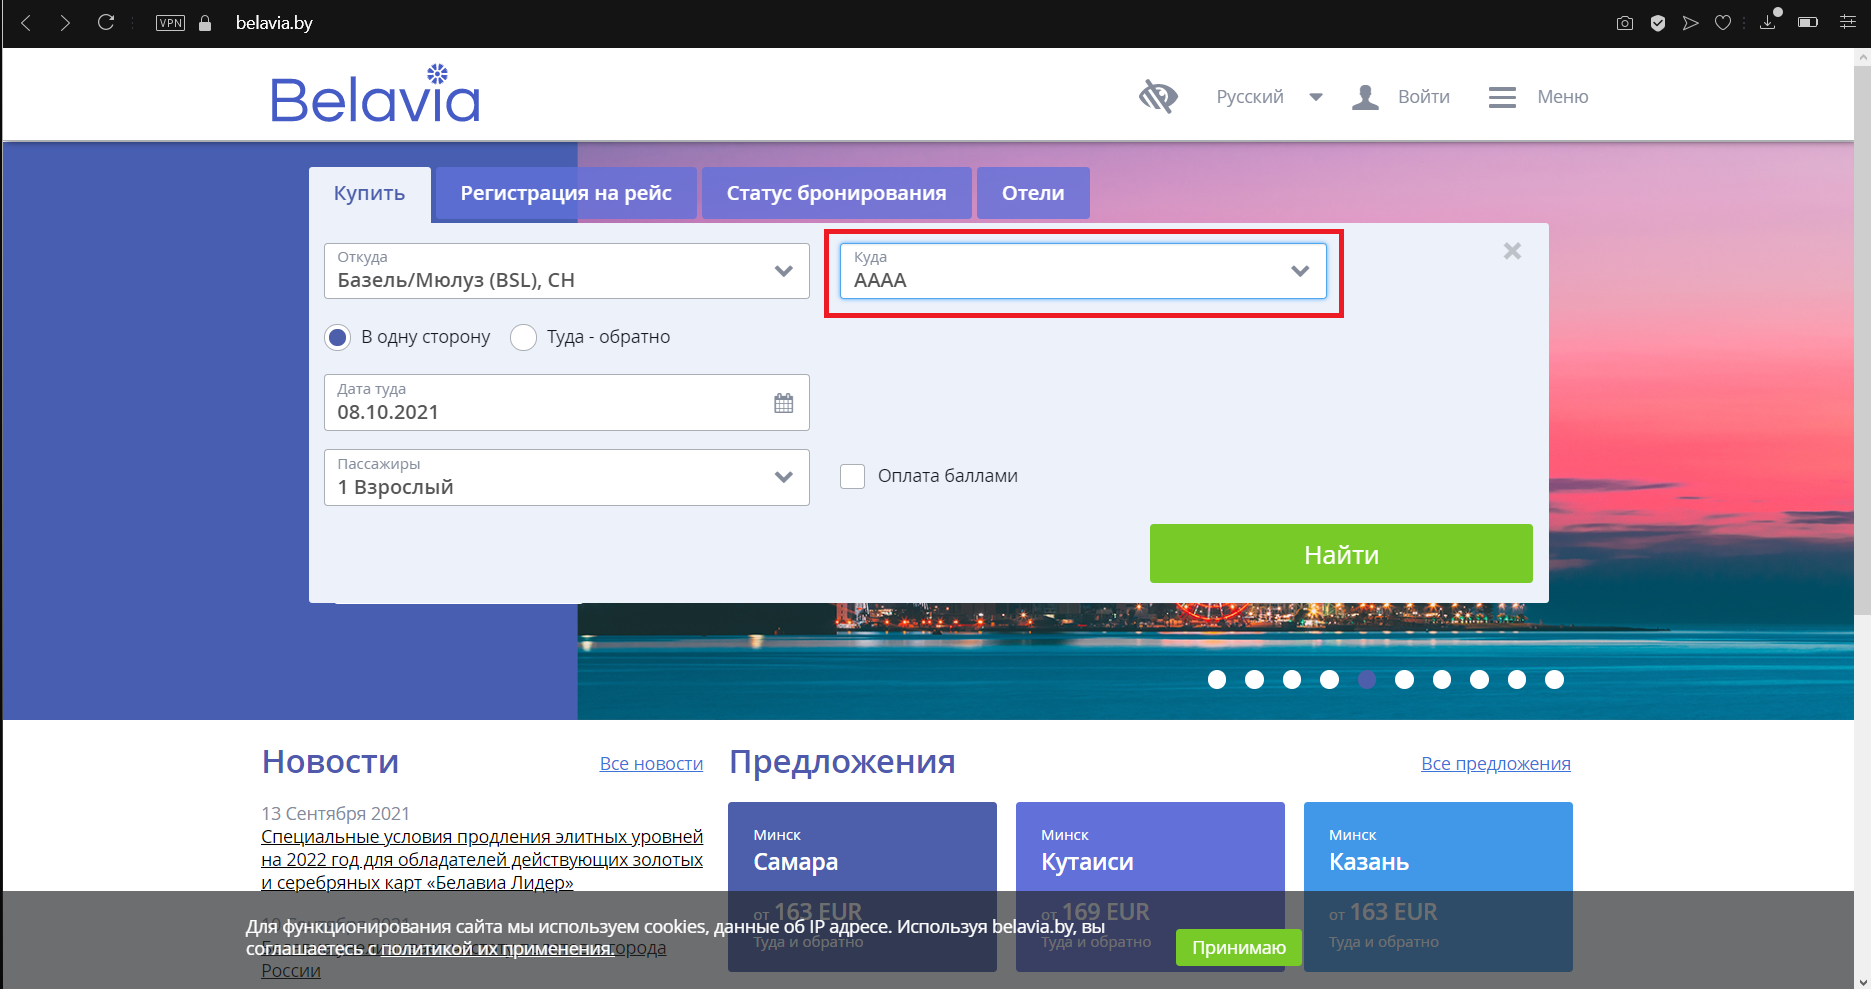 VPN
belavia.by
Belavia
Русский
Войти
Меню
Купить
Регистрация на рейс
Статус бронирования
Отели
Откуда
Базель/Мюлуз (BSL), CH
Куда
АААА
В одну сторону
Туда - обратно
Дата туда
08.10.2021
Пассажиры
1 Взрослый
Оплата баллами
Найти
Новости
Все новости
13 Сентября 2021
Специальные условия продления элитных уровней
на 2022 год для обладателей действующих золотых
и серебряных карт «Белавиа Лидер»
Сентября 2021
города
России
Предложения
Все предложения
Минск
Самара
от 163 EUR
Туда и обратно
Минск
Кутаиси
от 169 EUR
Туда и обратно
Минск
Казань
от 163 EUR
Туда и обратно
Для функционирования сайта мы используем cookies, данные об IP адресе. Используя belavia.by, вы
соглашаетесь с политикой их применения.
Принимаю